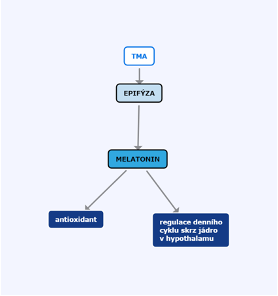 TMA
EPIFÝZA
MELATONIN
antioxidant
regulace denního
cyklu skrz jádro
v hypothalamu